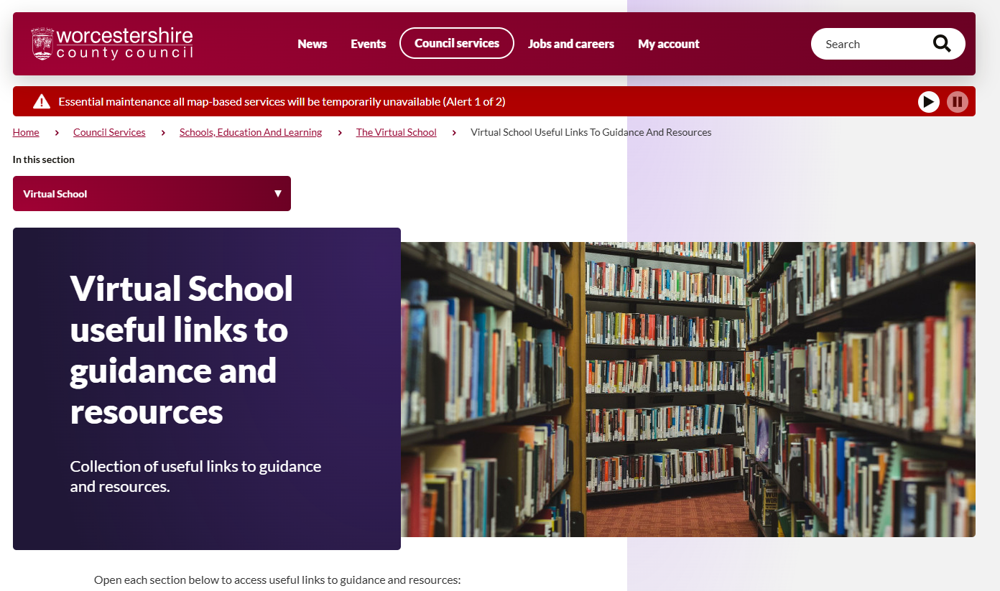 worcestershire
county council
News Events Council services Jobs and careers My account
Search
Essential maintenance all map-based services will be temporarily unavailable (Alert 1 of 2)
Home › Council Services › Schools, Education And Learning › The Virtual School › Virtual School Useful Links To Guidance And Resources
In this section
Virtual School
Virtual School
useful links to
guidance and
resources
Collection of useful links to guidance
and resources.
Open each section below to access useful links to guidance and resources: